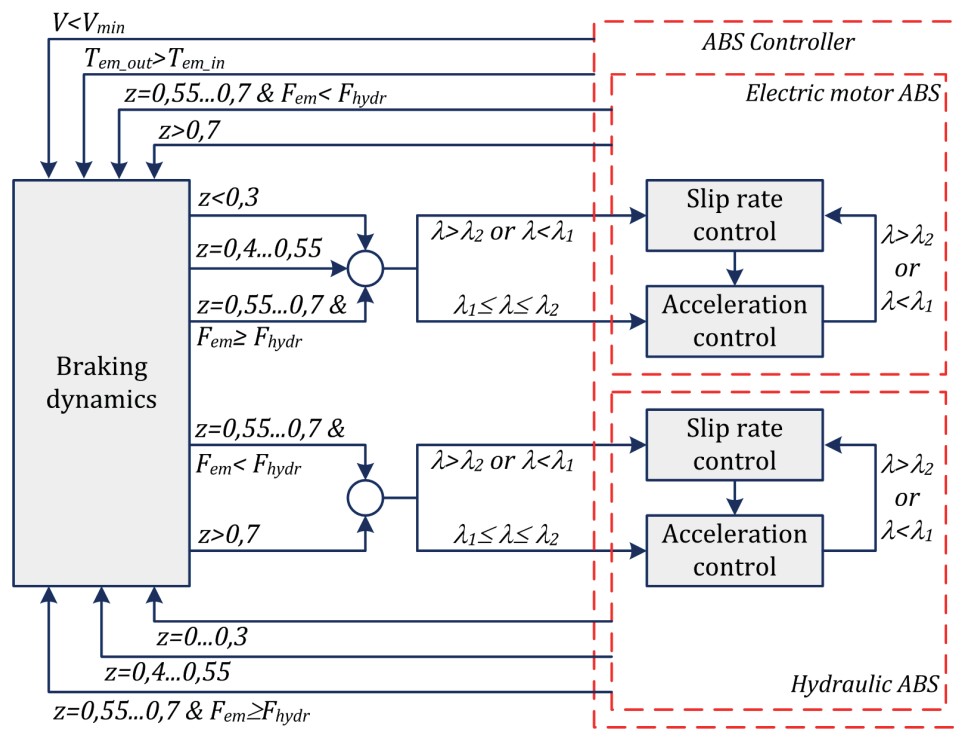 V<Vmin
ABS Controller
Tem_out>Tem_in
z=0,55...0,7 & Fem< Fhydr
Electric motor ABS
z>0,7
z<0,3
λ>λ2 or λ<λ1
Slip rate
control
z=0,4...0,55
λ>λ2
or
λ<λ1
z=0,55...0,7 &
Fem≥ Fhydr
λ1≤ λ≤ λ2
Acceleration
control
Braking
dynamics
z=0,55...0,7 &
Fem< Fhydr
λ>λ2 or λ<λ1
Slip rate
control
λ>λ2
or
λ<λ1
z>0,7
λ1≤ λ≤ λ2
Acceleration
control
z=0...0,3
z=0,4...0,55
Hydraulic ABS
z=0,55...0,7 & Fem≥Fhydr